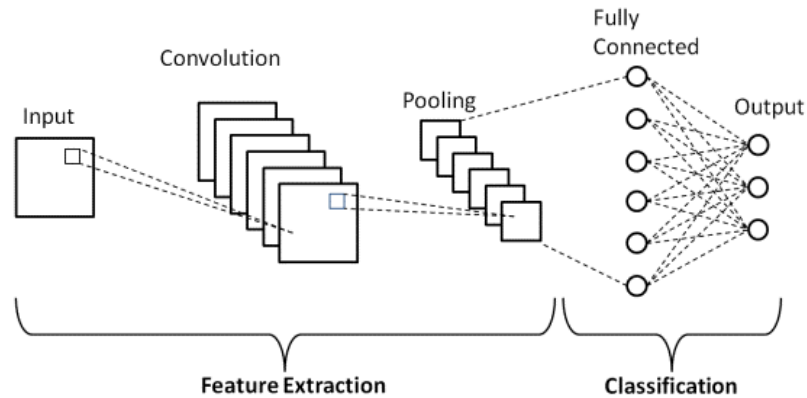 Input
Convolution
Pooling
Fully
Connected
Output
Feature Extraction
Classification